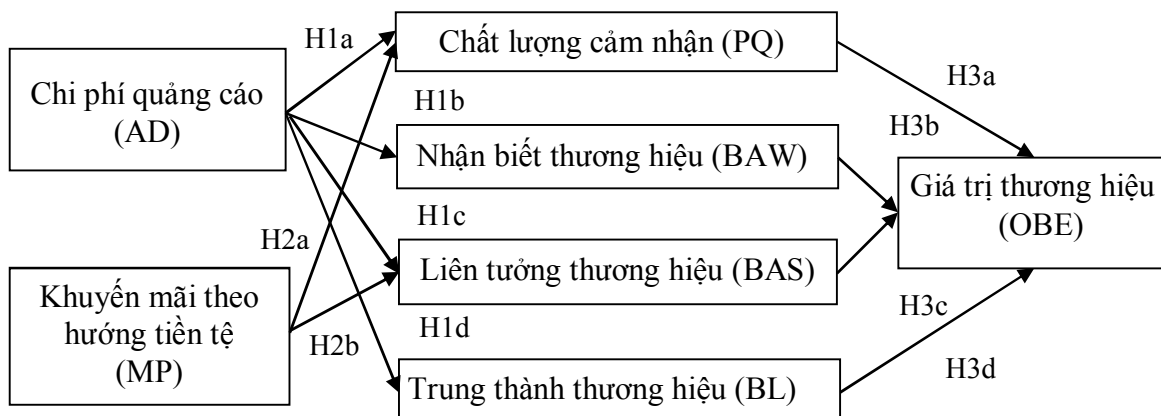 H1a
Chất lượng cảm nhận (PQ)
H3a
Chi phí quảng cáo
(AD)
H1b
H3b
Nhận biết thương hiệu (BAW)
Giá trị thương hiệu
(OBE)
H1c
H2a
Liên tưởng thương hiệu (BAS)
Khuyến mãi theo
hướng tiền tệ
(MP)
H3c
H1d
H2b
H3d
Trung thành thương hiệu (BL)